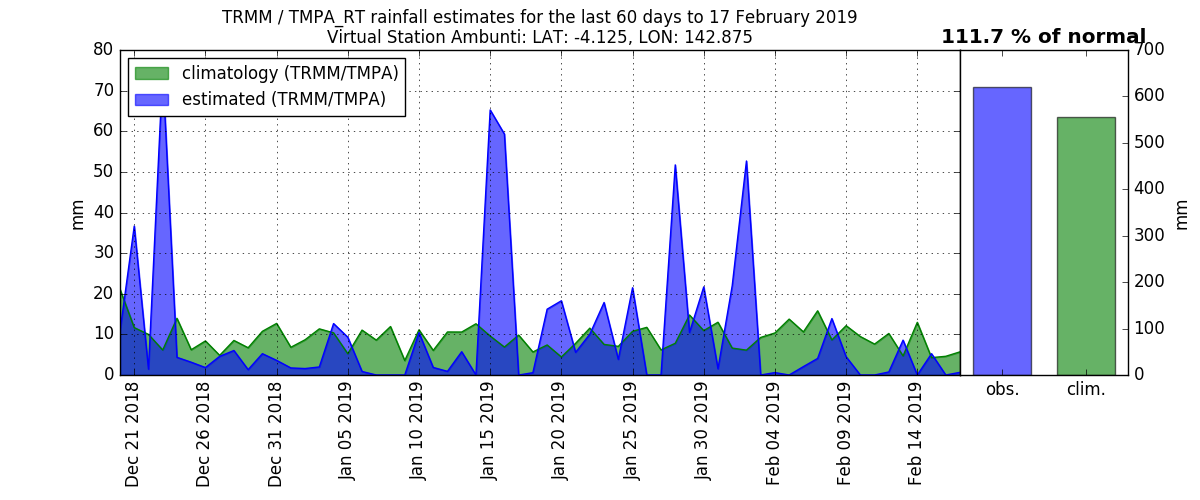 TRMM / TMPA_RT rainfall estimates for the last 60 days to 17 February 2019
Virtual Station Ambunti: LAT: -4.125, LON: 142.875
111.7 % of normal
climatology (TRMM/TMPA)
estimated (TRMM/TMPA)
80
70
60
50
40
30
20
10
0
mm
Dec 21 2018
Dec 26 2018
Dec 31 2018
Jan 05 2019
Jan 10 2019
Jan 15 2019
Jan 20 2019
Jan 25 2019
Jan 30 2019
Feb 04 2019
Feb 09 2019
Feb 14 2019
obs.
clim.
700
600
500
400
300
200
100
0
mm